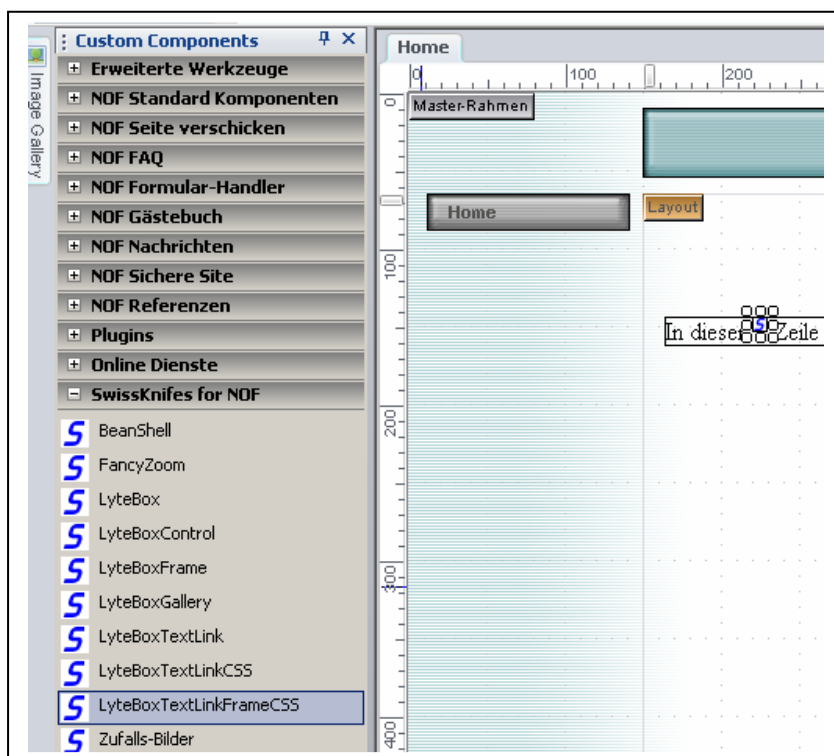 Custom Components
Image Gallery
Erweiterte Werkzeuge
NOF Standard Komponenten
NOF Seite verschicken
NOF FAQ
NOF Formular-Handler
NOF Gästebuch
NOF Nachrichten
NOF Sichere Site
NOF Referenzen
Plugins
Online Dienste
SwissKnifes for NOF
BeanShell
FancyZoom
LyteBox
LyteBoxControl
LyteBoxFrame
LyteBoxGallery
LyteBoxTextLink
LyteBoxTextLinkCSS
LyteBoxTextLinkFrameCSS
Zufalls-Bilder
Home
0 100 200
Master-Rahmen
Home
Layout
In dieser Zeile
0
100
200
300
400